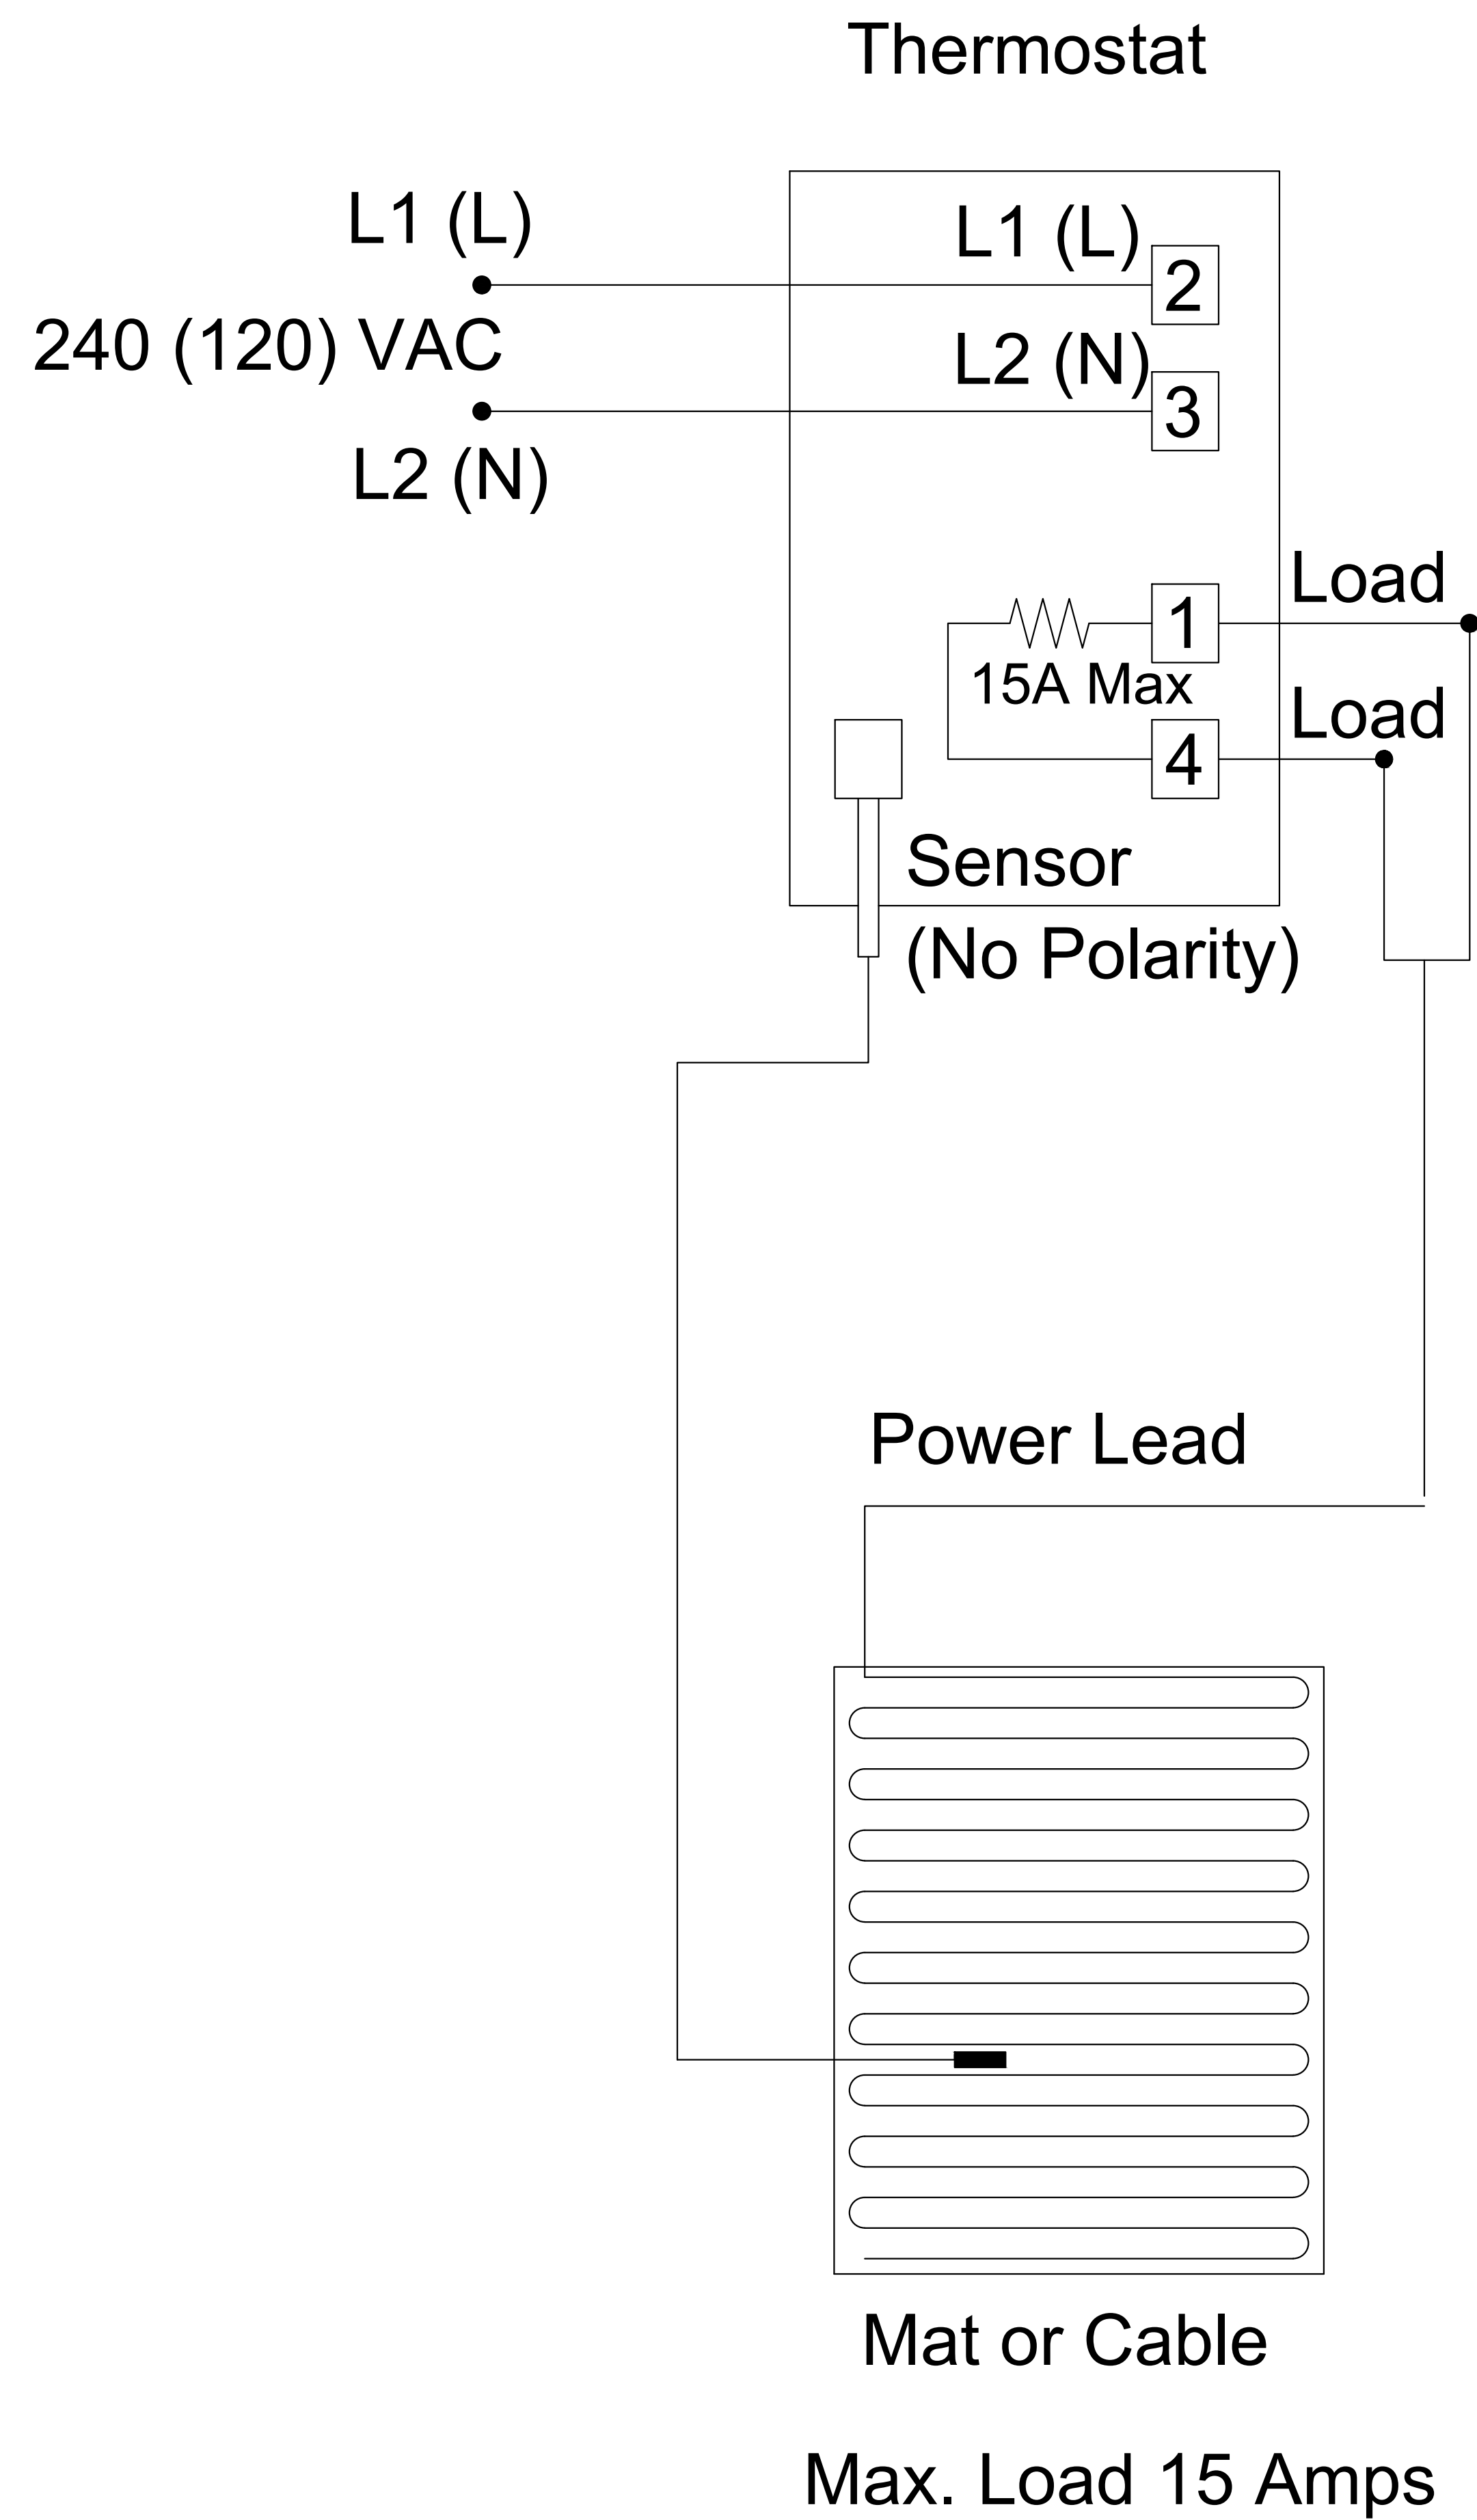 Thermostat
L1 (L)
L1 (L)
2
240 (120) VAC
L2 (N)
3
L2 (N)
Load
1
15A Max
Load
4
Sensor
(No Polarity)
Power Lead
Mat or Cable
Max. Load 15 Amps